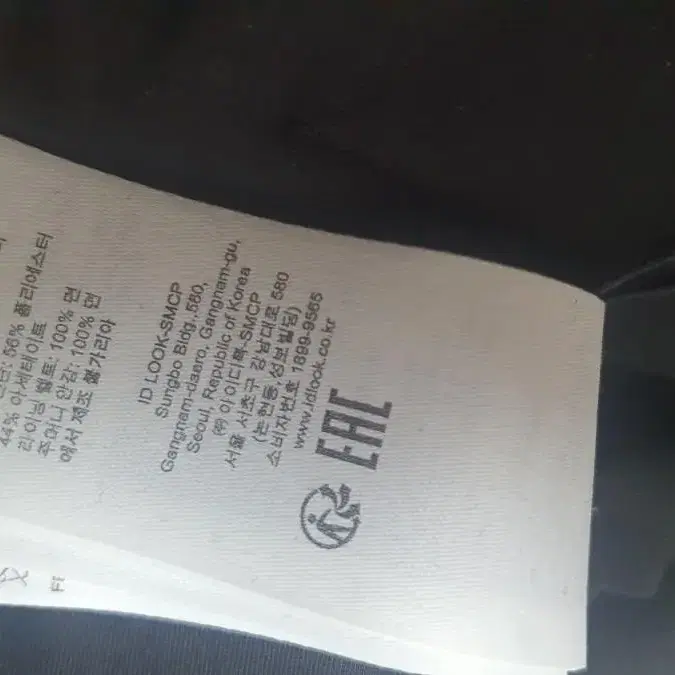 56% 폴리에스터
44% 아세테이트
라이닝 벨트: 100% 면
주머니 안감: 100% 면
에서 제조 불가리아
ID LOOK-SMCP
Sungbo Bldg, 580,
Gangnam-daero, Gangnam-gu,
Seoul, Republic of Korea
(주)아이디룩-SMCP
서울 서초구 강남대로 580
(논현동,성보빌딩)
소비자번호 1899-9565
www.idlook.co.kr
EAC
FI